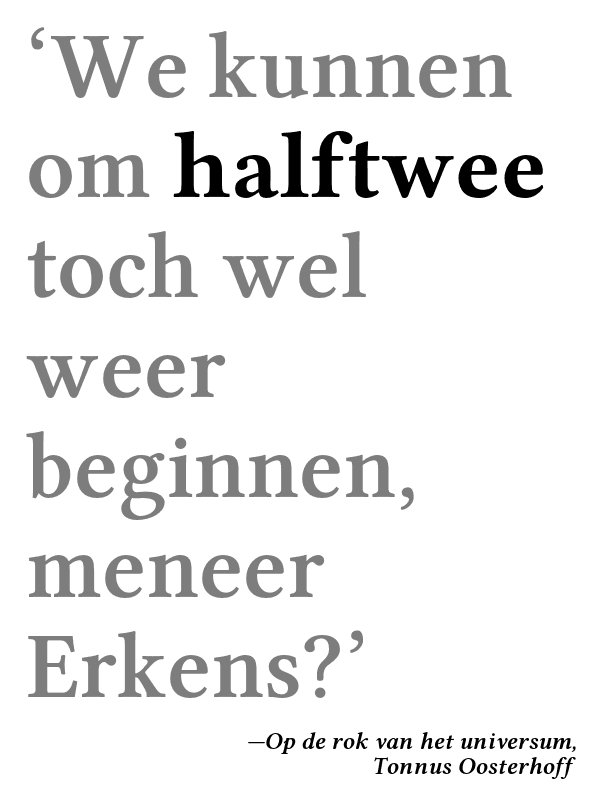 ‘We kunnen
om halftwee
toch wel
weer
beginnen,
meneer
Erkens?’
—Op de rok van het universum,
Tonnus Oosterhoff